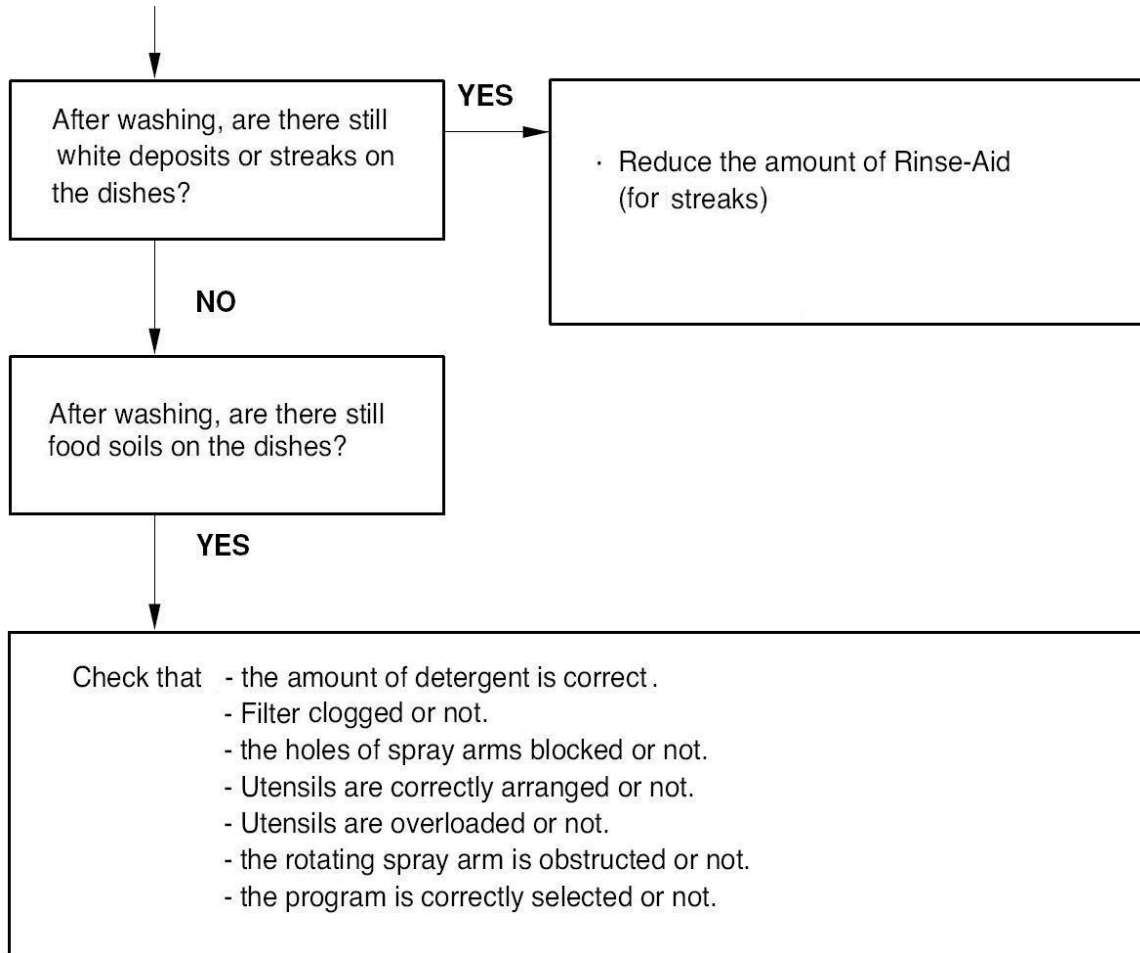 After washing, are there still
white deposits or streaks on
the dishes?
YES
· Reduce the amount of Rinse-Aid
(for streaks)
NO
After washing, are there still
food soils on the dishes?
YES
Check that - the amount of detergent is correct .
- Filter clogged or not.
- the holes of spray arms blocked or not.
- Utensils are correctly arranged or not.
- Utensils are overloaded or not.
- the rotating spray arm is obstructed or not.
- the program is correctly selected or not.